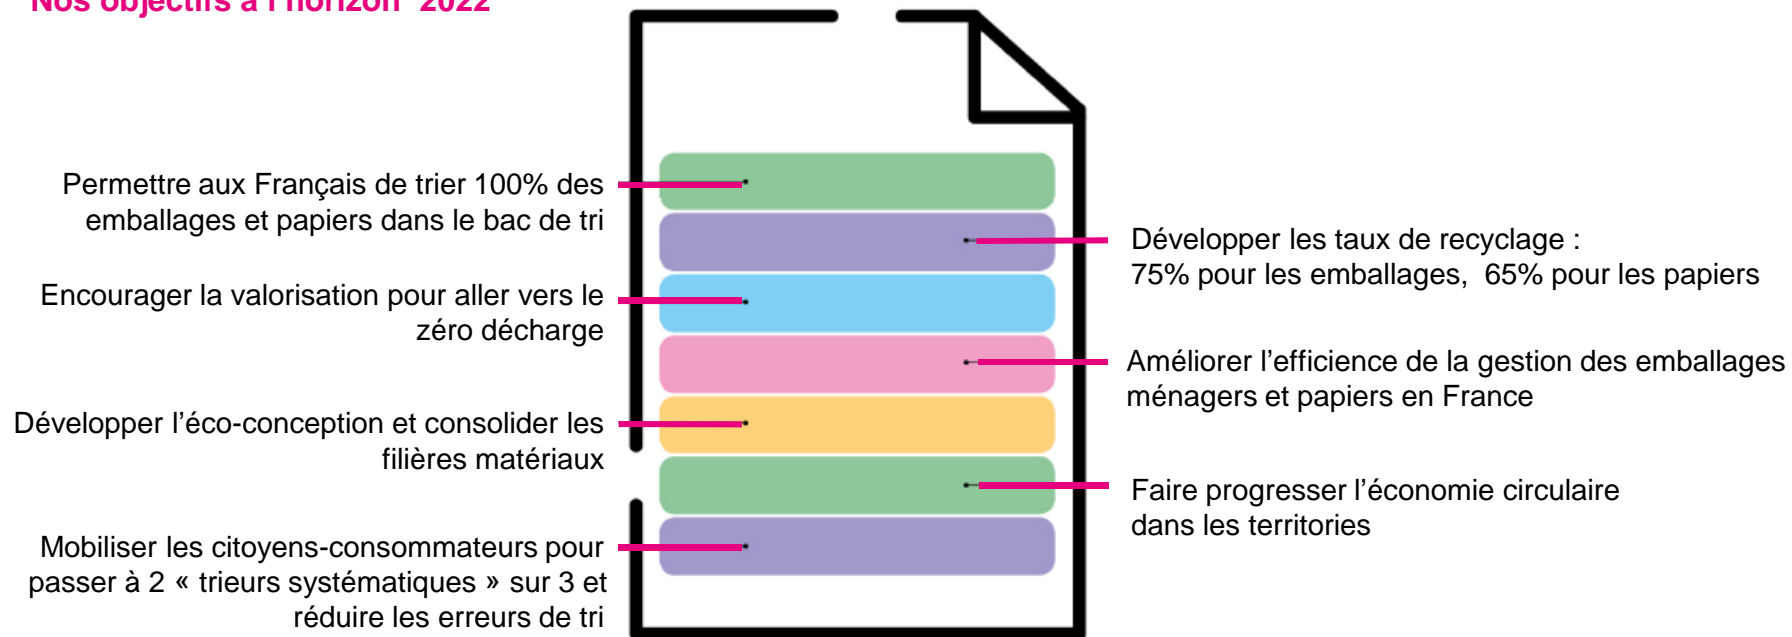 Nos objectifs à l'horizon 2022
Permettre aux Français de trier 100% des
emballages et papiers dans le bac de tri
Développer les taux de recyclage :
75% pour les emballages, 65% pour les papiers
Encourager la valorisation pour aller vers le
zéro décharge
Améliorer l’efficience de la gestion des emballages
ménagers et papiers en France
Développer l’éco-conception et consolider les
filières matériaux
Faire progresser l’économie circulaire
dans les territories
Mobiliser les citoyens-consommateurs pour
passer à 2 « trieurs systématiques » sur 3 et
réduire les erreurs de tri